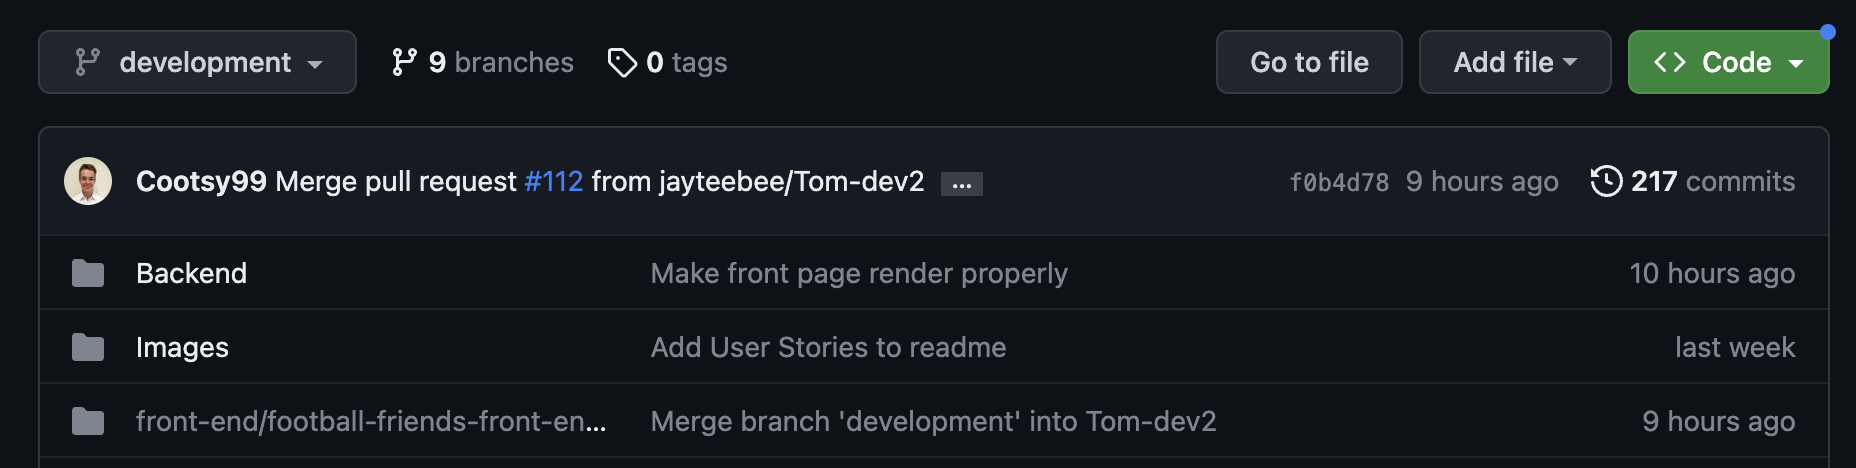 development 9 branches 0 tags Go to file Add file Code
Cootsy99 Merge pull request #112 from jayteebee/Tom-dev2 ... f0b4d78 9 hours ago 217 commits
Backend Make front page render properly 10 hours ago
Images Add User Stories to readme last week
front-end/football-friends-front-en... Merge branch 'development' into Tom-dev2 9 hours ago